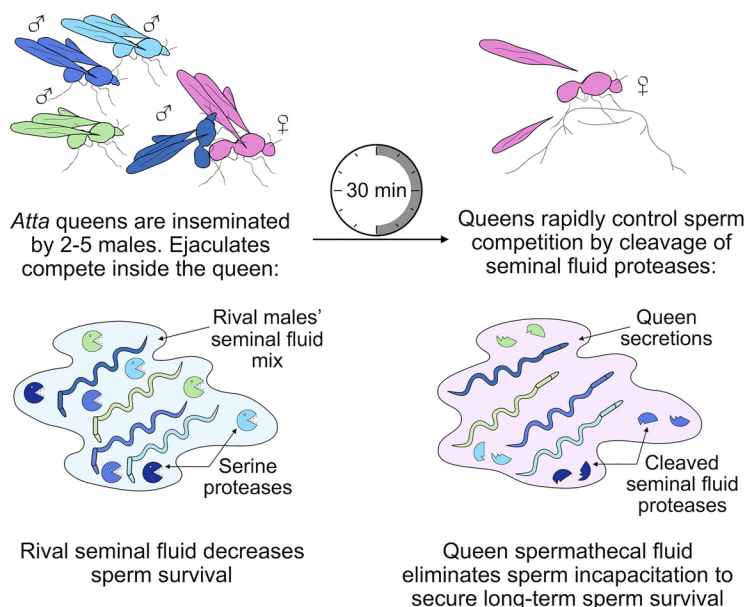 ♂
♂
♂
♂
♀
♀
30 min
Atta queens are inseminated
by 2-5 males. Ejaculates
compete inside the queen:
Queens rapidly control sperm
competition by cleavage of
seminal fluid proteases:
Rival males’
seminal fluid
mix
Serine
proteases
Queen
secretions
Cleaved
seminal fluid
proteases
Rival seminal fluid decreases
sperm survival
Queen spermathecal fluid
eliminates sperm incapacitation to
secure long-term sperm survival